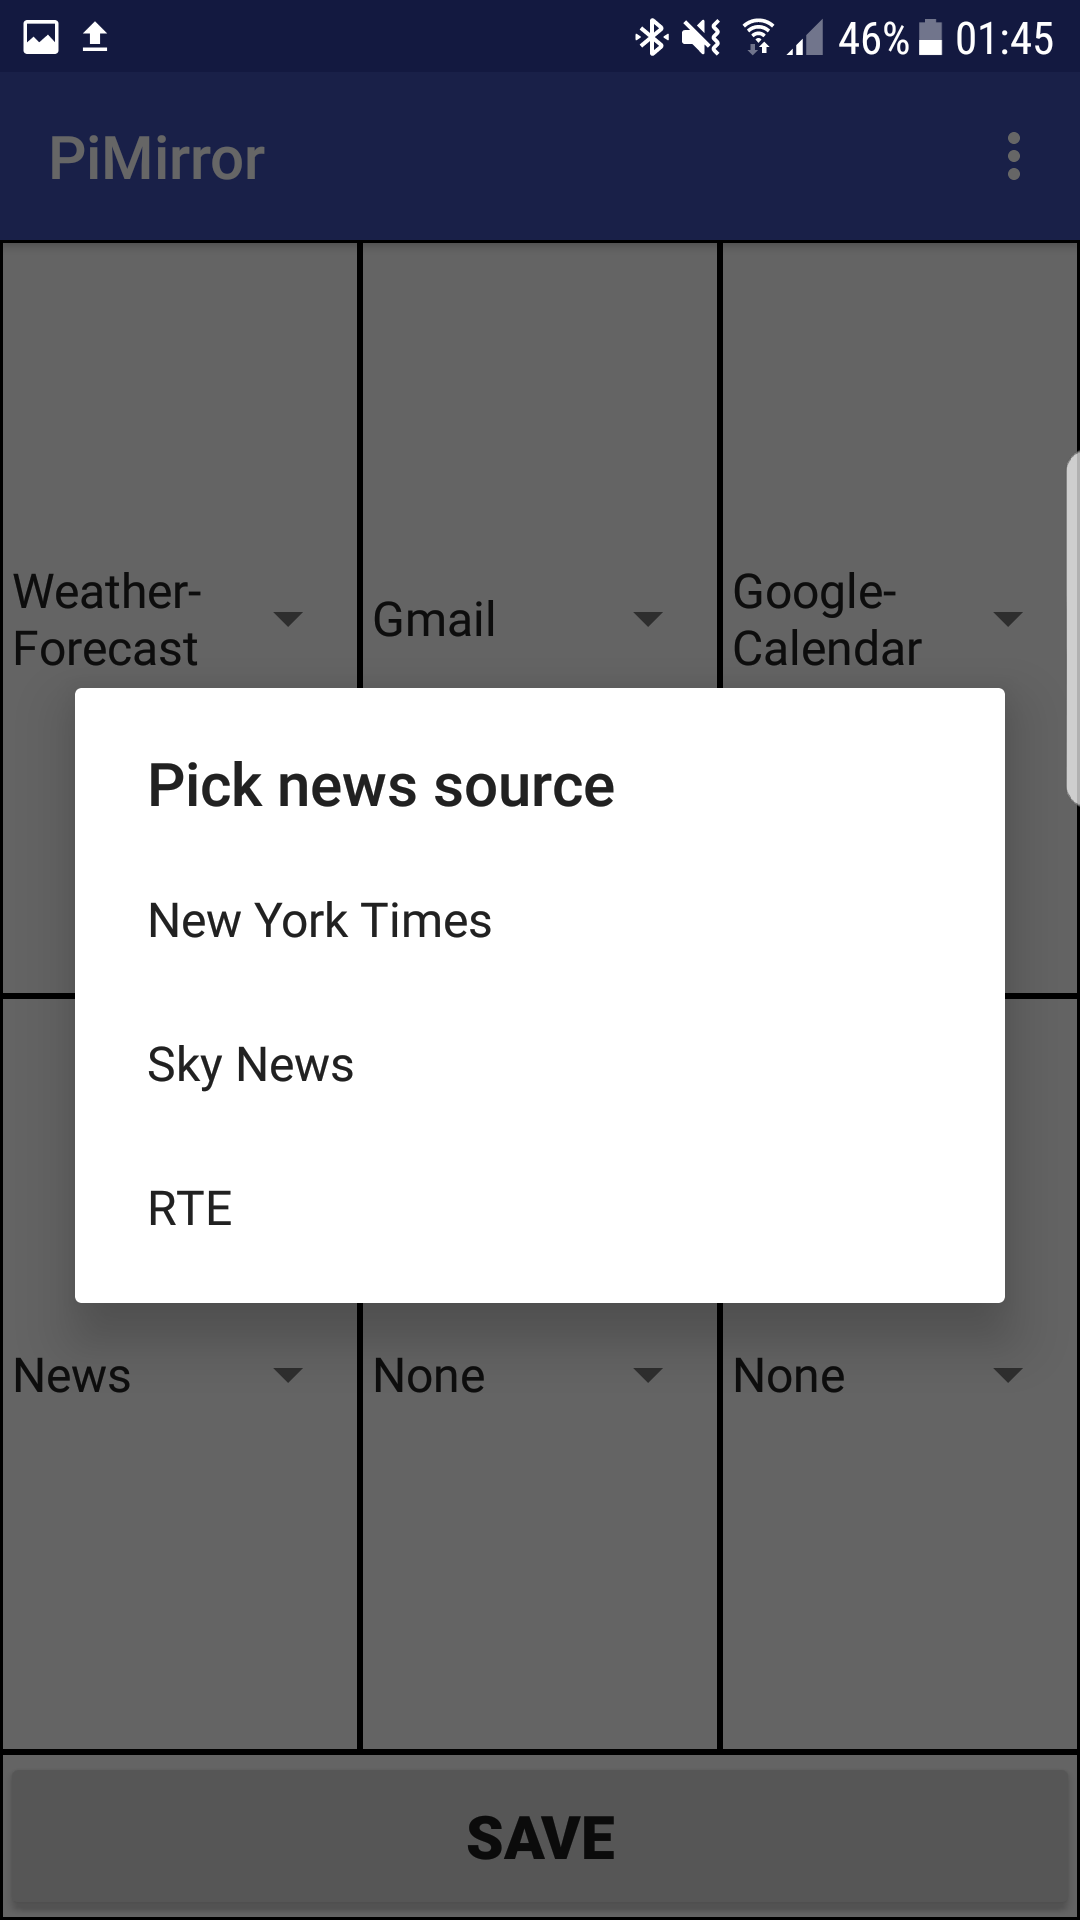 46% 01:45
PiMirror
Weather-
Forecast
Gmail
Google-
Calendar
Pick news source
New York Times
Sky News
RTE
News
None
None
SAVE